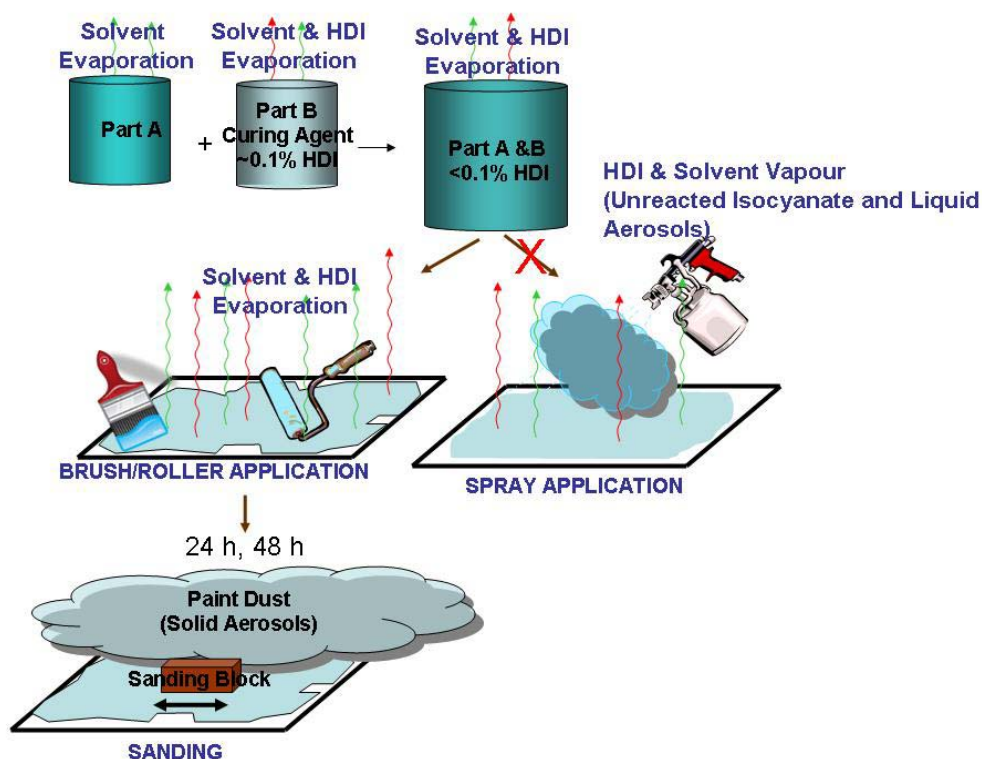 Solvent
Evaporation
Solvent & HDI
Evaporation
Solvent & HDI
Evaporation
Part A
+
Part B
Curing Agent
~0.1% HDI
Part A &B
<0.1% HDI
HDI & Solvent Vapour
(Unreacted Isocyanate and Liquid
Aerosols)
X
Solvent & HDI
Evaporation
BRUSH/ROLLER APPLICATION
SPRAY APPLICATION
24 h, 48 h
Paint Dust
(Solid Aerosols)
Sanding Block
SANDING